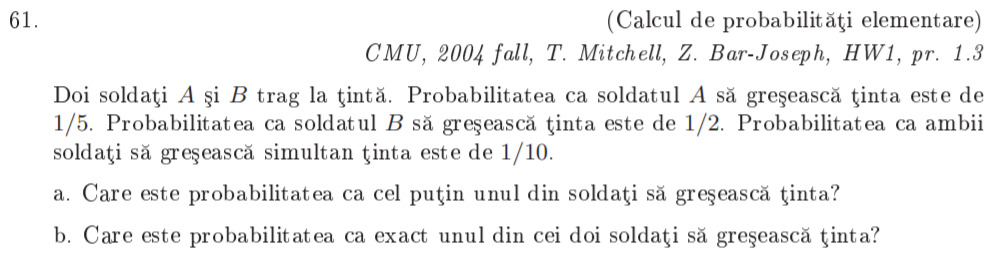 61. (Calcul de probabilităţi elementare)
CMU, 2004 fall, T. Mitchell, Z. Bar-Joseph, HW1, pr. 1.3
Doi soldaţi A şi B trag la ţintă. Probabilitatea ca soldatul A să greşească ţinta este de
1/5. Probabilitatea ca soldatul B să greşească ţinta este de 1/2. Probabilitatea ca ambii
soldaţi să greşească simultan ţinta este de 1/10.
a. Care este probabilitatea ca cel puţin unul din soldaţi să greşească ţinta?
b. Care este probabilitatea ca exact unul din cei doi soldaţi să greşească ţinta?